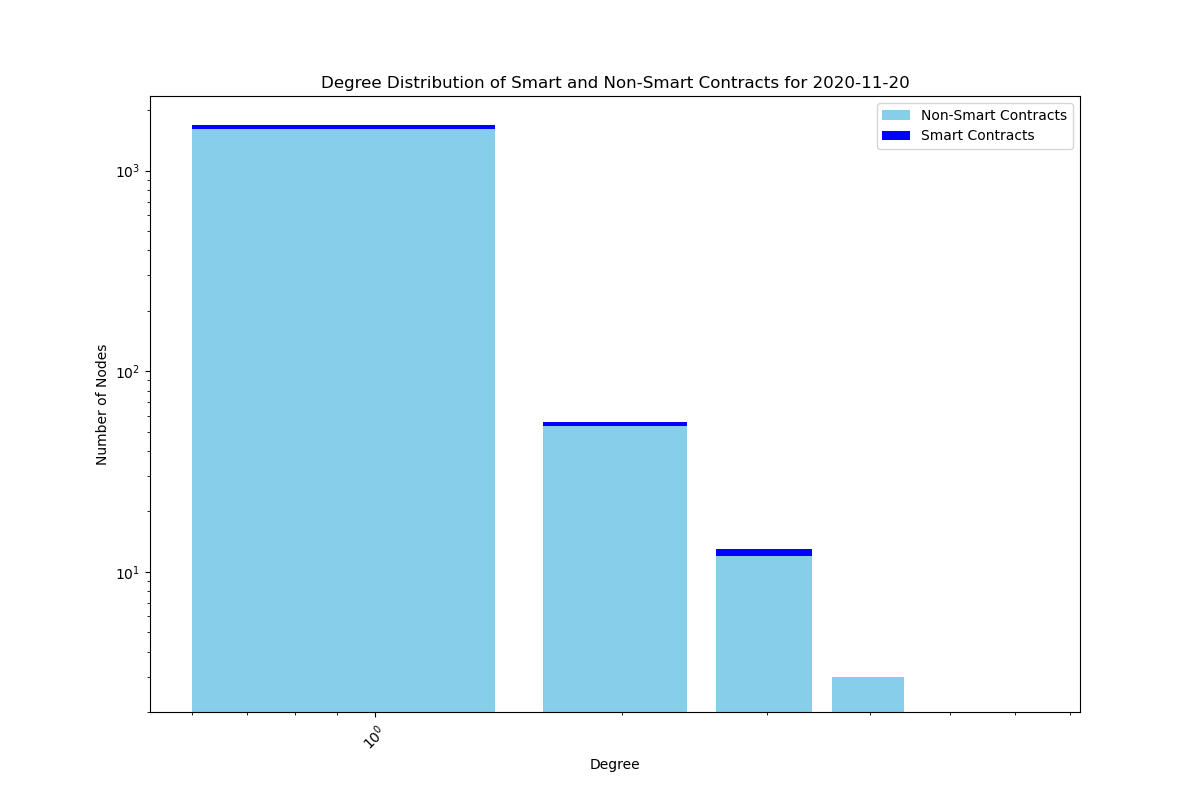 Degree Distribution of Smart and Non-Smart Contracts for 2020-11-20
Non-Smart Contracts
Smart Contracts
10³
10²
10¹
Number of Nodes
10⁰
Degree